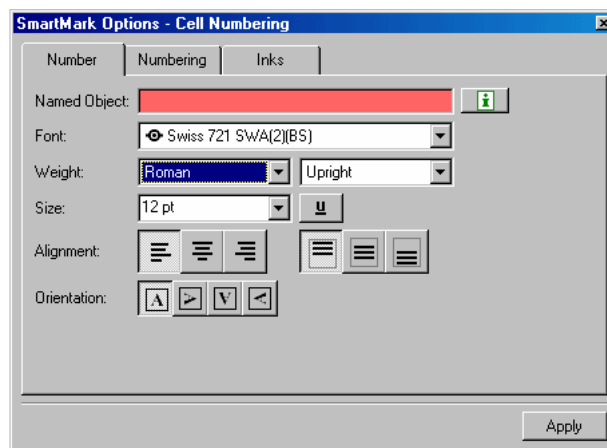 SmartMark Options - Cell Numbering
Number Numbering Inks
Named Object: i
Font: Swiss 721 SWA(2)(BS)
Weight: Roman Upright
Size: 12 pt u
Alignment:
Orientation: A A A A
Apply